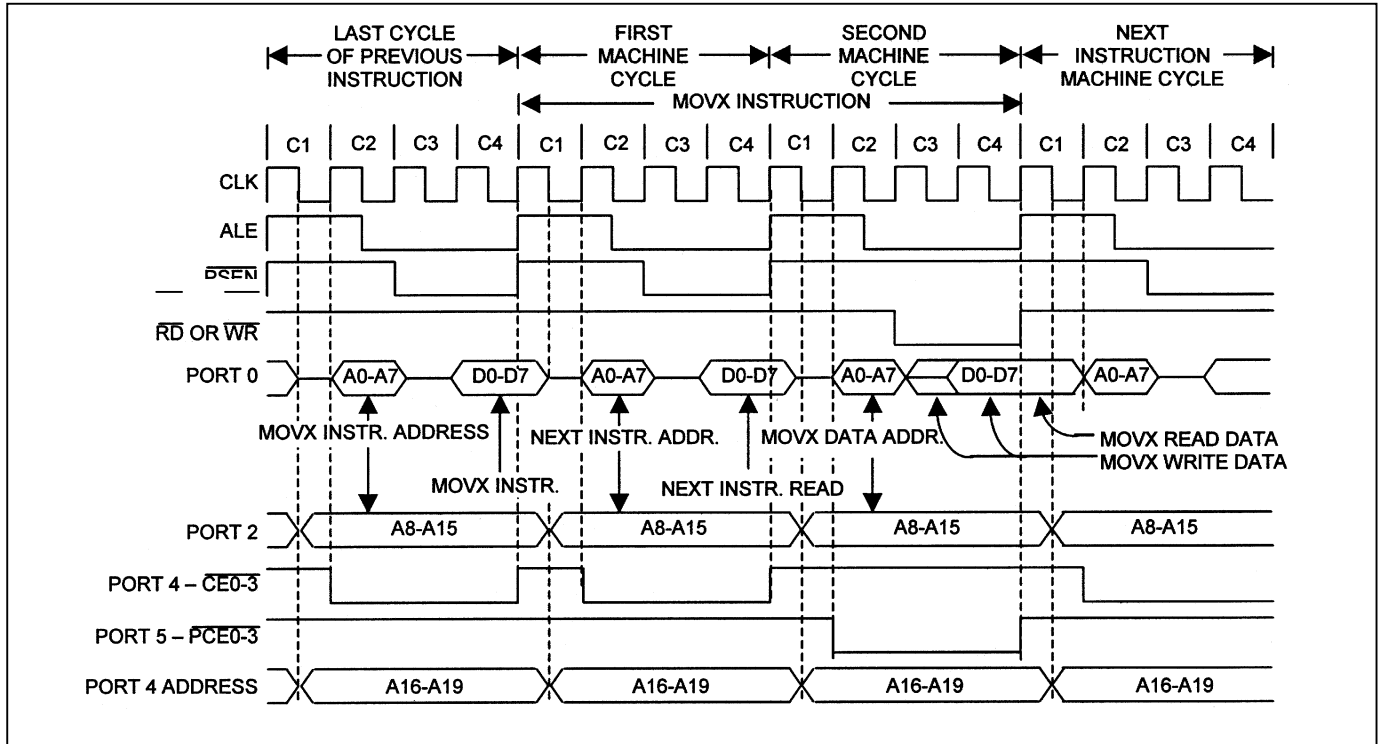 LAST CYCLE
OF PREVIOUS
INSTRUCTION
FIRST
MACHINE
CYCLE
SECOND
MACHINE
CYCLE
NEXT
INSTRUCTION
MACHINE CYCLE
MOVX INSTRUCTION
C1 C2 C3 C4 C1 C2 C3 C4 C1 C2 C3 C4 C1 C2 C3 C4
CLK
ALE
PSEN
RD OR WR
PORT 0
A0-A7 D0-D7 A0-A7 D0-D7 A0-A7 D0-D7 A0-A7
MOVX INSTR. ADDRESS
NEXT INSTR. ADDR.
MOVX DATA ADDR.
MOVX READ DATA
MOVX WRITE DATA
MOVX INSTR.
NEXT INSTR. READ
PORT 2
A8-A15 A8-A15 A8-A15 A8-A15
PORT 4 – CE0-3
PORT 5 – PCE0-3
PORT 4 ADDRESS
A16-A19 A16-A19 A16-A19 A16-A19